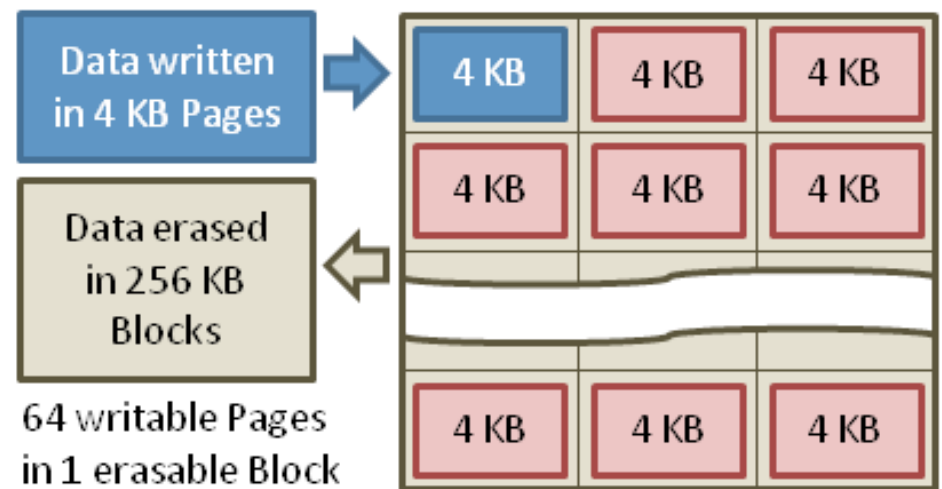 Data written
in 4 KB Pages
4 KB 4 KB 4 KB
4 KB 4 KB 4 KB
Data erased
in 256 KB
Blocks
64 writable Pages
in 1 erasable Block
4 KB 4 KB 4 KB